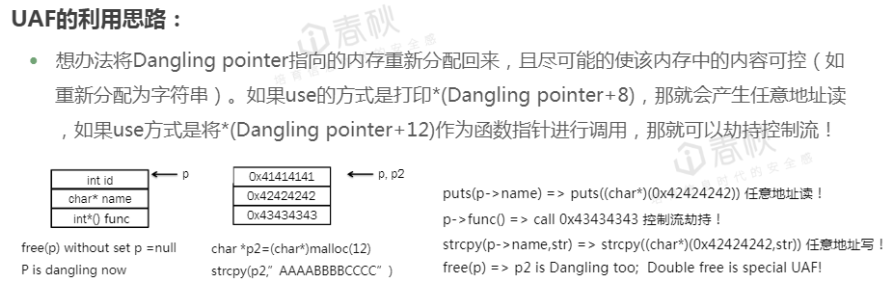 UAF的利用思路：
• 想办法将Dangling pointer指向的内存重新分配回来，且尽可能的使该内存中的内容可控（如
重新分配为字符串）。如果use的方式是打印*(Dangling pointer+8)，那就会产生任意地址读
，如果use方式是将*(Dangling pointer+12)作为函数指针进行调用，那就可以劫持控制流！
int id
char* name
int*() func
p
free(p) without set p =null
P is dangling now
0x41414141
0x42424242
0x43434343
p, p2
char *p2=(char*)malloc(12)
strcpy(p2,”AAAABBBBCCCC”)
puts(p->name) => puts((char*)(0x42424242)) 任意地址读！
p->func() => call 0x43434343 控制流劫持！
strcpy(p->name,str) => strcpy((char*)(0x42424242,str)) 任意地址写！
free(p) => p2 is Dangling too; Double free is special UAF!
i春秋
i春秋